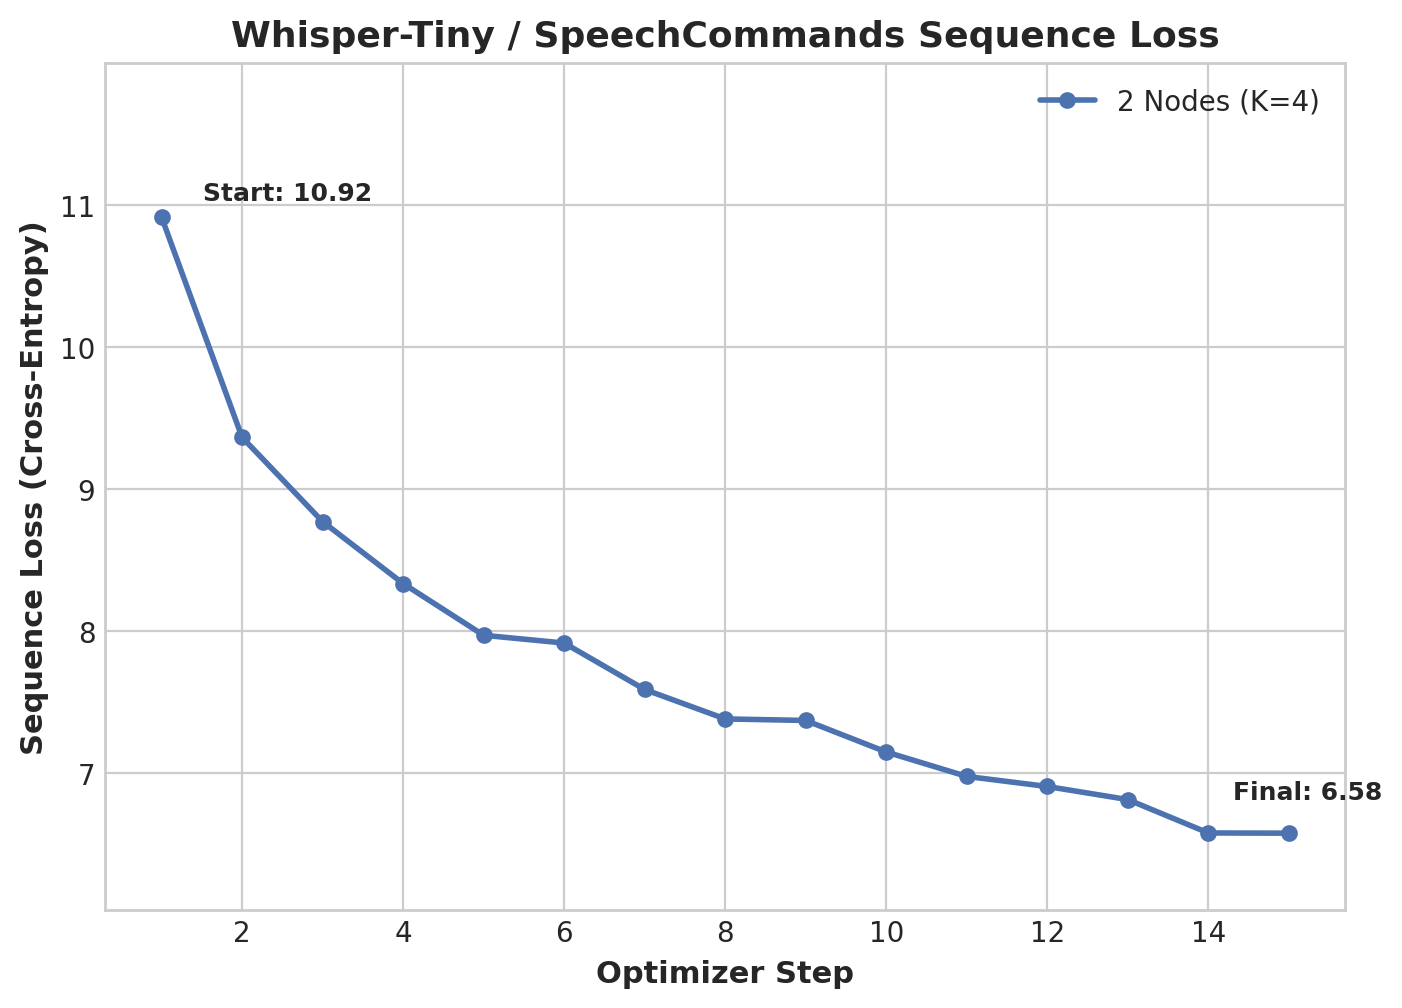 Whisper-Tiny / SpeechCommands Sequence Loss
2 Nodes (K=4)
Start: 10.92
Final: 6.58
Sequence Loss (Cross-Entropy)
11
10
9
8
7
2 4 6 8 10 12 14
Optimizer Step